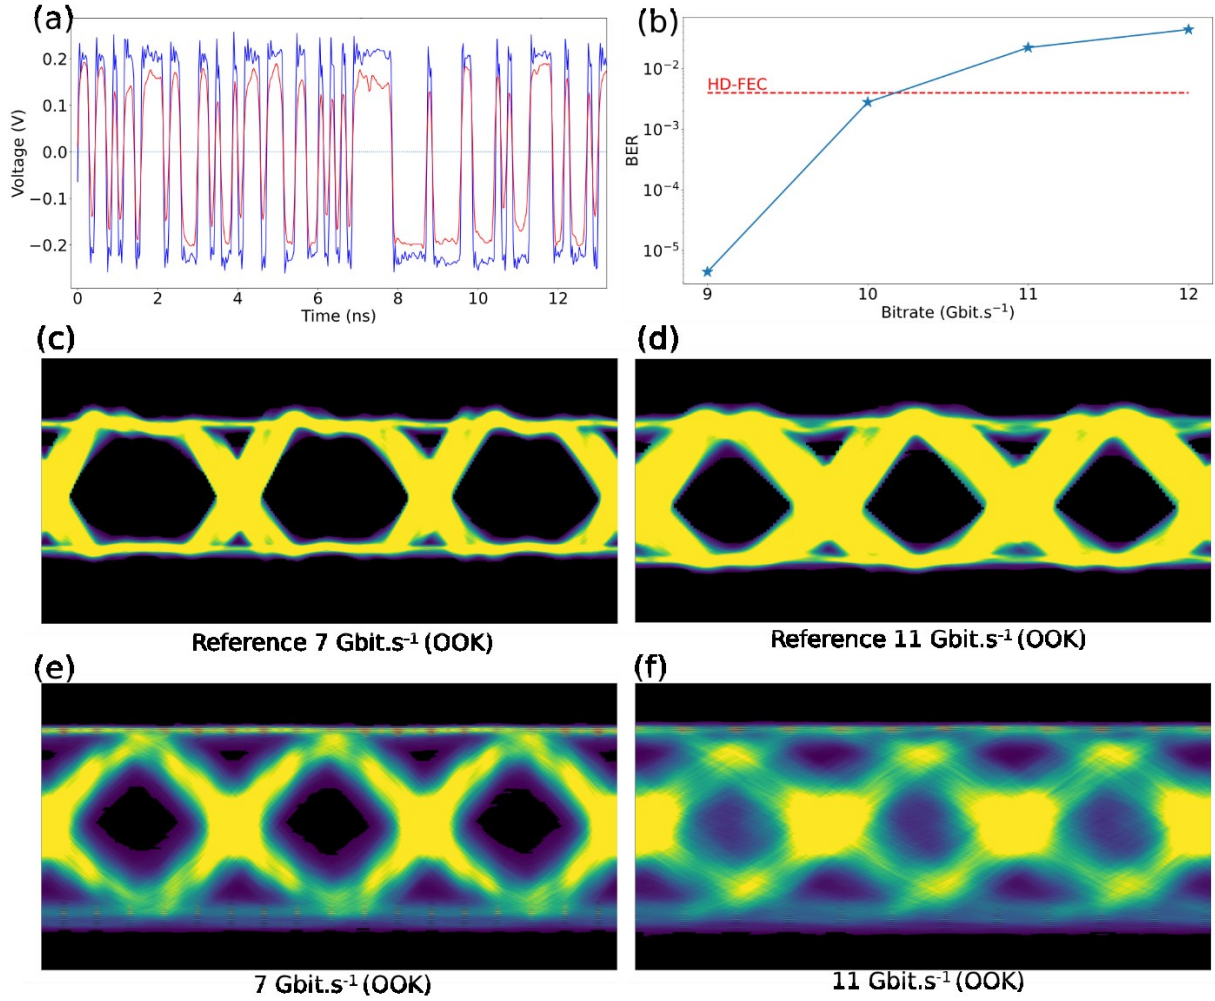 (a)
Voltage (V)
0.2
0.1
0.0
−0.1
−0.2
0 2 4 6 8 10 12
Time (ns)
(b)
BER
10⁻²
10⁻³
10⁻⁴
10⁻⁵
HD-FEC
9 10 11 12
Bitrate (Gbit.s⁻¹)
(c)
Reference 7 Gbit.s⁻¹ (OOK)
(d)
Reference 11 Gbit.s⁻¹ (OOK)
(e)
7 Gbit.s⁻¹ (OOK)
(f)
11 Gbit.s⁻¹ (OOK)